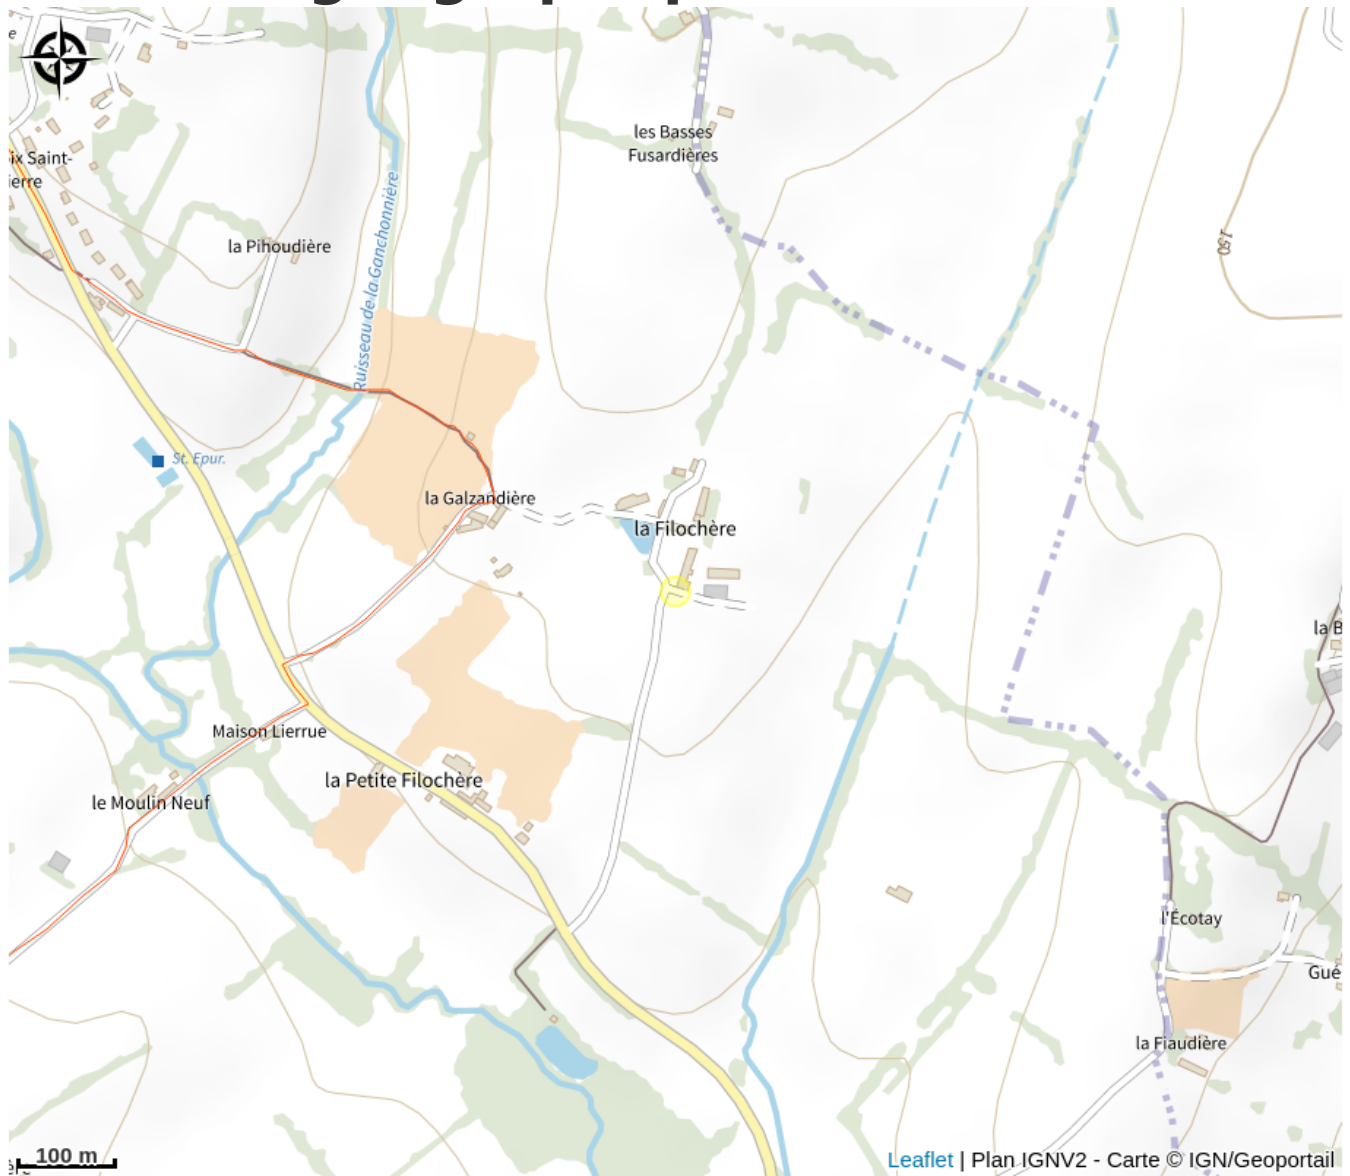 les Basses
Fusardières
ix Saint-
ierre
la Pihoudière
Ruisseau de la Ganchonnière
150
St. Epur.
la Galzandière
la Filochère
la B
Maison Lierrue
la Petite Filochère
le Moulin Neuf
l'Écotay
Gué
la Fiaudière
100 m
Leaflet | Plan IGNV2 - Carte © IGN/Geoportail